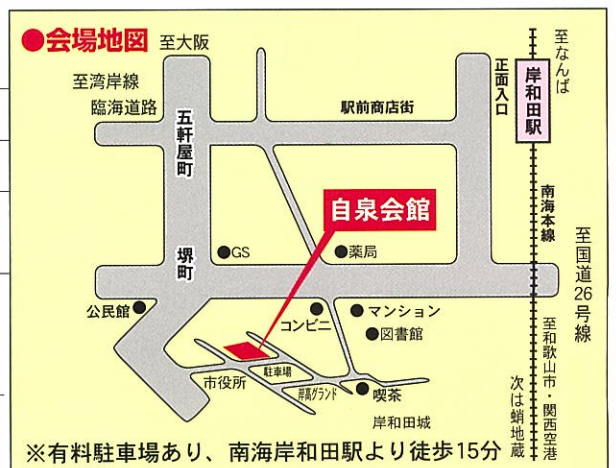 ●会場地図
至大阪
至湾岸線
臨海道路
五軒屋町
駅前商店街
正面入口
岸和田駅
至なんば
南海本線
自泉会館
堺町
●GS
●薬局
至国道26号線
公民館●
コンビニ
●マンション
●図書館
市役所
駐車場
岸高グランド
喫茶
岸和田城
至和歌山市・関西空港
次は蛸地蔵
※有料駐車場あり、南海岸和田駅より徒歩15分